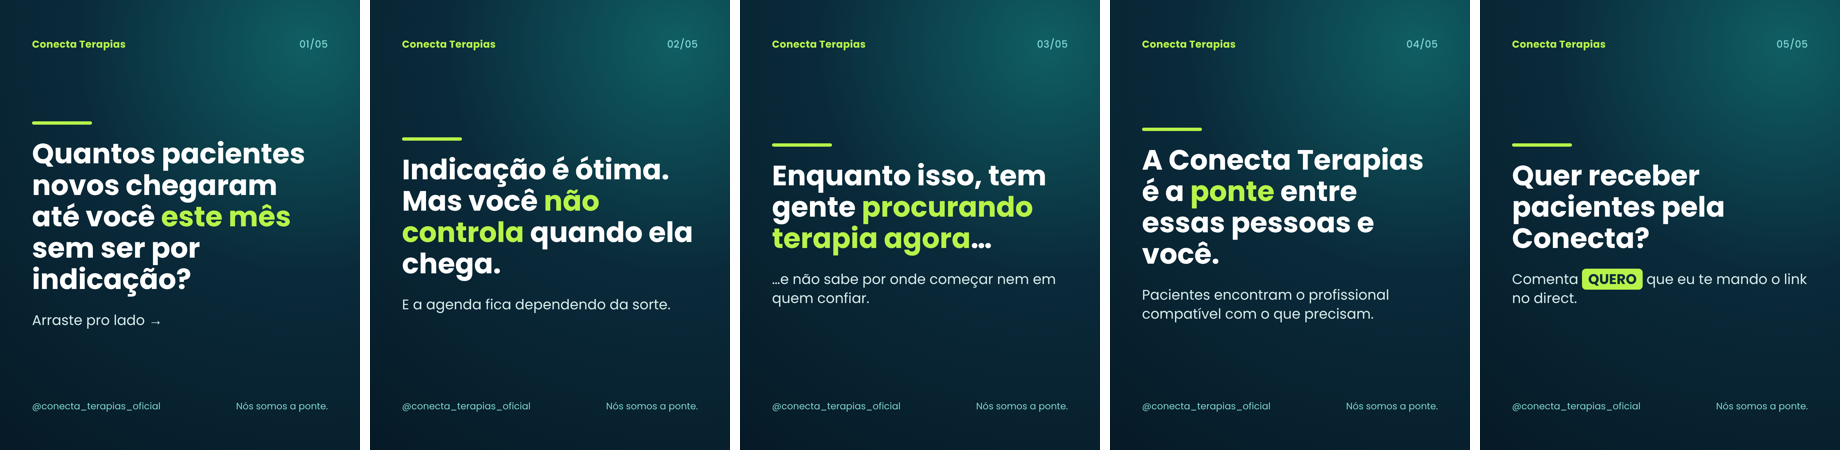 Conecta Terapias
01/05
Quantos pacientes
novos chegaram
até você este mês
sem ser por
indicação?
Arraste pro lado →
@conecta_terapias_oficial
Nós somos a ponte.
Conecta Terapias
02/05
Indicação é ótima.
Mas você não
controla quando ela
chega.
E a agenda fica dependendo da sorte.
@conecta_terapias_oficial
Nós somos a ponte.
Conecta Terapias
03/05
Enquanto isso, tem
gente procurando
terapia agora...
...e não sabe por onde começar nem em
quem confiar.
@conecta_terapias_oficial
Nós somos a ponte.
Conecta Terapias
04/05
A Conecta Terapias
é a ponte entre
essas pessoas e
você.
Pacientes encontram o profissional
compatível com o que precisam.
@conecta_terapias_oficial
Nós somos a ponte.
Conecta Terapias
05/05
Quer receber
pacientes pela
Conecta?
Comenta QUERO que eu te mando o link
no direct.
@conecta_terapias_oficial
Nós somos a ponte.